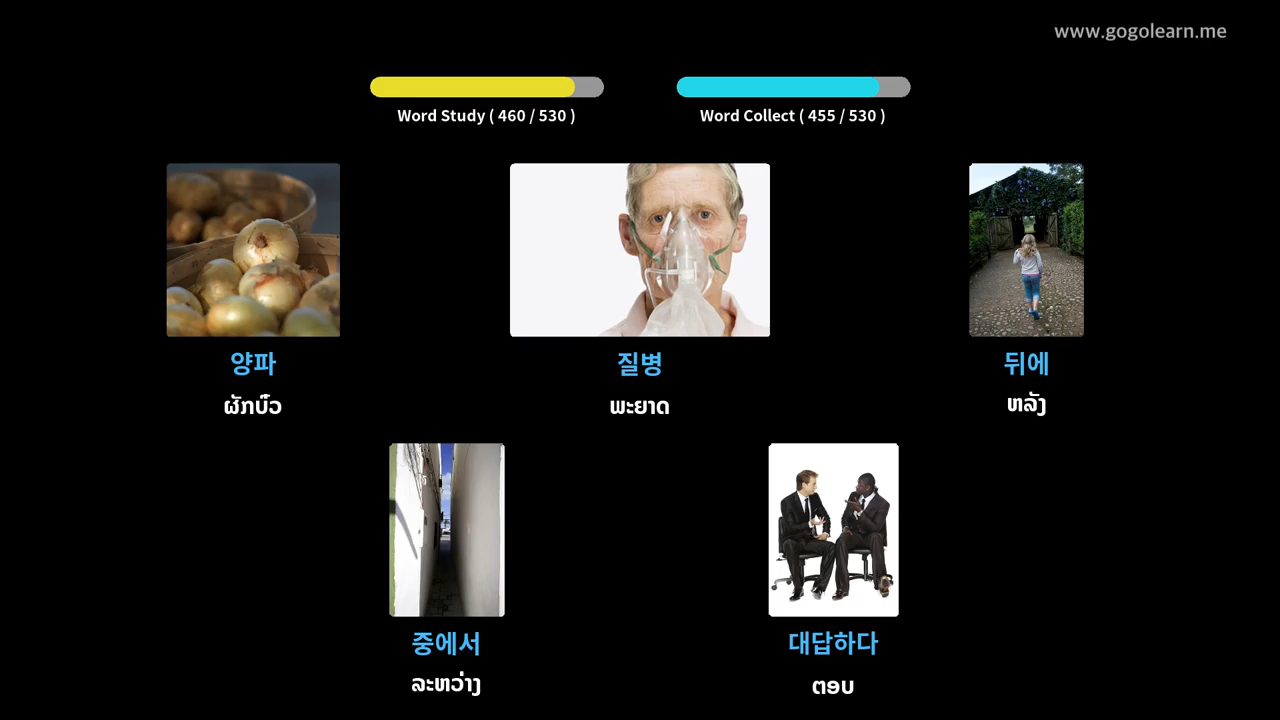 www.gogolearn.me
Word Study ( 460 / 530 )
Word Collect ( 455 / 530 )
양파
ຜັກບົ່ວ
질병
ພະຍາດ
뒤에
ຫລັງ
중에서
ລະຫວ່າງ
대답하다
ຕອບ